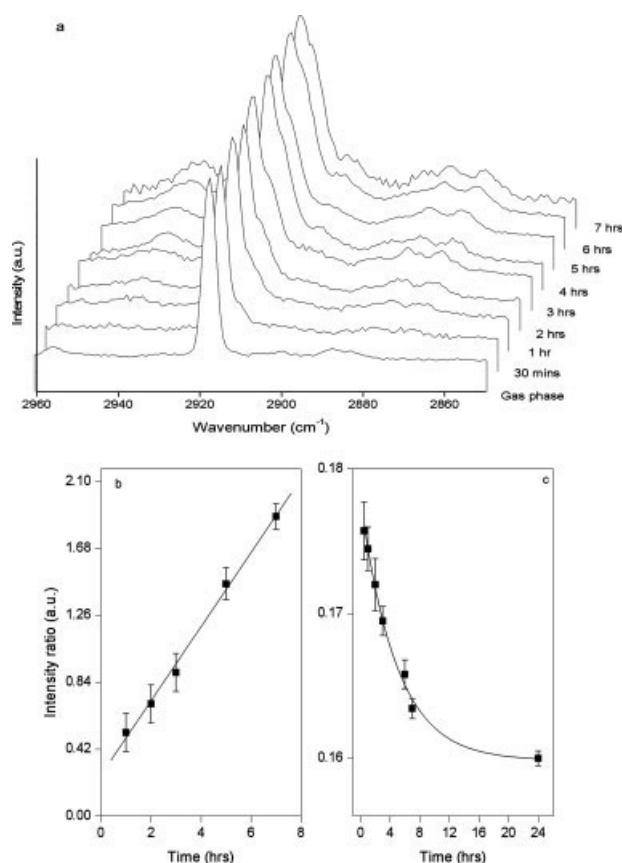 a
Intensity (a.u.)
7 hrs
6 hrs
5 hrs
4 hrs
3 hrs
2 hrs
1 hr
30 mins
Gas phase
2960 2940 2920 2900 2880 2860
Wavenumber (cm⁻¹)
b
Intensity ratio (a.u.)
2.10
1.68
1.26
0.84
0.42
0.00
0 2 4 6 8
Time (hrs)
c
0.18
0.17
0.16
0 4 8 12 16 20 24
Time (hrs)